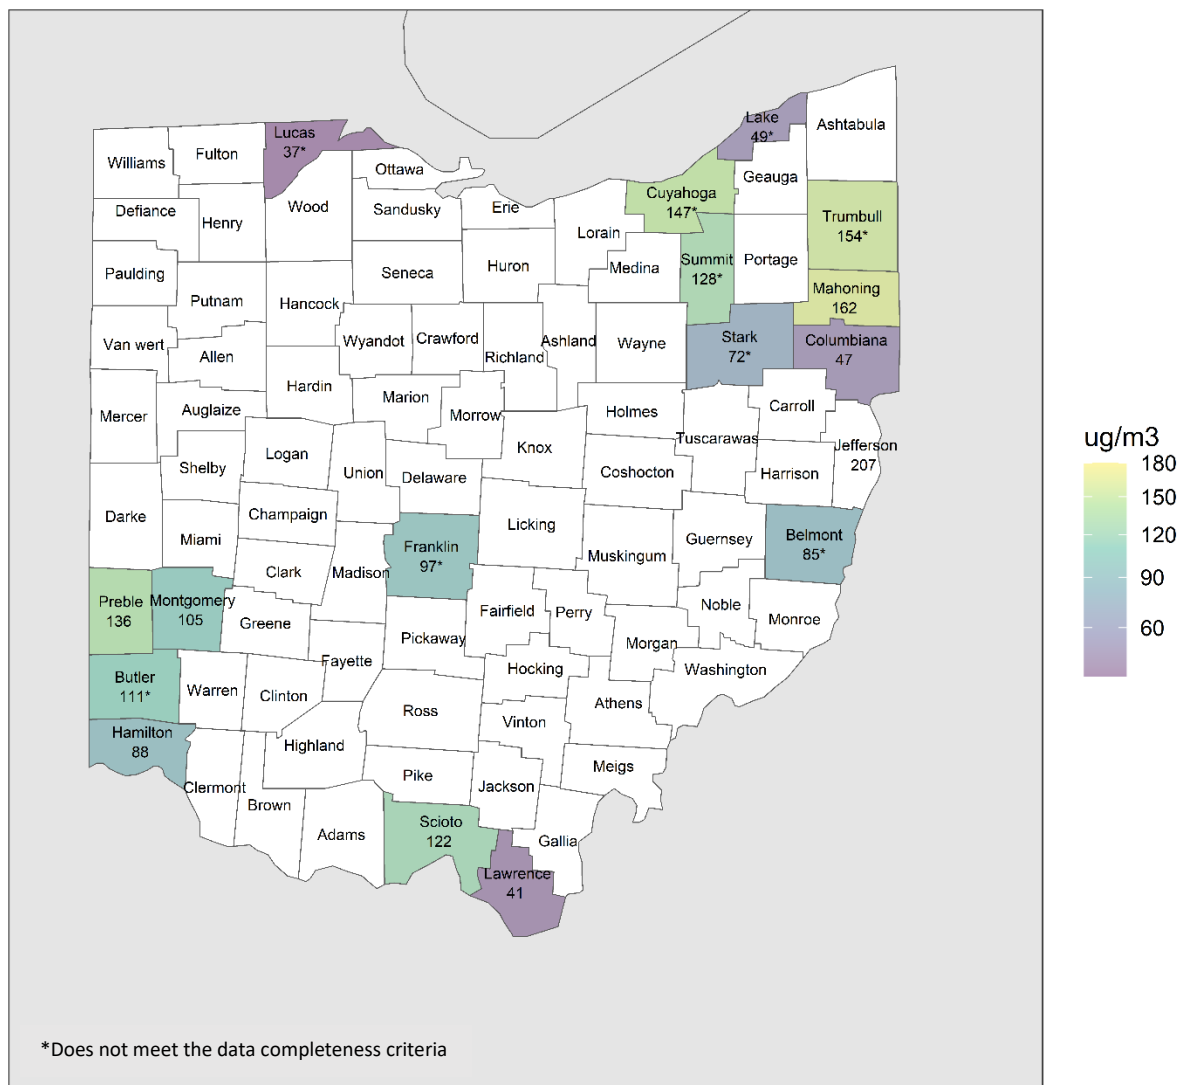 Lake
49*
Ashtabula
Lucas
37*
Williams
Fulton
Ottawa
Geauga
Cuyahoga
147*
Defiance
Henry
Wood
Sandusky
Erie
Trumbull
154*
Lorain
Paulding
Seneca
Huron
Medina
Summit
128*
Portage
Putnam
Hancock
Mahoning
162
Van wert
Allen
Wyandot
Crawford
Richland
Ashland
Wayne
Stark
72*
Columbiana
47
Hardin
Mercer
Auglaize
Marion
Morrow
Holmes
Carroll
Knox
Tuscarawas
Jefferson
207
Logan
Shelby
Union
Delaware
Coshocton
Harrison
Darke
Champaign
Licking
Miami
Franklin
97*
Muskingum
Guernsey
Belmont
85*
Clark
Madison
Preble
136
Montgomery
105
Greene
Fairfield
Perry
Noble
Monroe
Pickaway
Morgan
Fayette
Hocking
Washington
Butler
111*
Warren
Clinton
Ross
Athens
Vinton
Hamilton
88
Highland
Pike
Jackson
Meigs
Clermont
Brown
Adams
Scioto
122
Gallia
Lawrence
41
ug/m3
180
150
120
90
60
*Does not meet the data completeness criteria